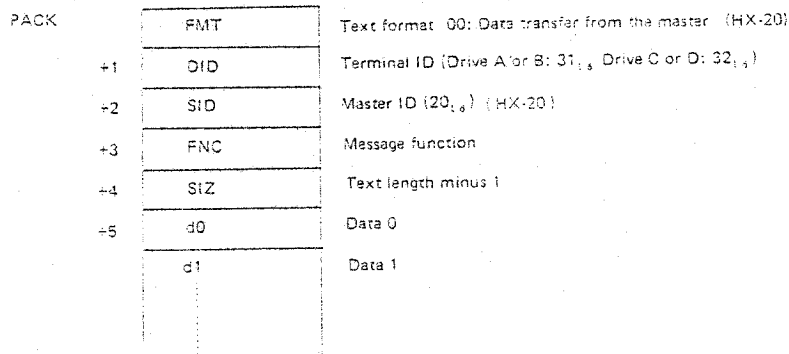 PACK FMT Text format 00: Data transfer from the master (HX-20)
+1 DID Terminal ID (Drive A or B: 31₁₆ Drive C or D: 32₁₆)
+2 SID Master ID (20₁₆) (HX-20)
+3 FNC Message function
+4 SIZ Text length minus 1
+5 d0 Data 0
d1 Data 1